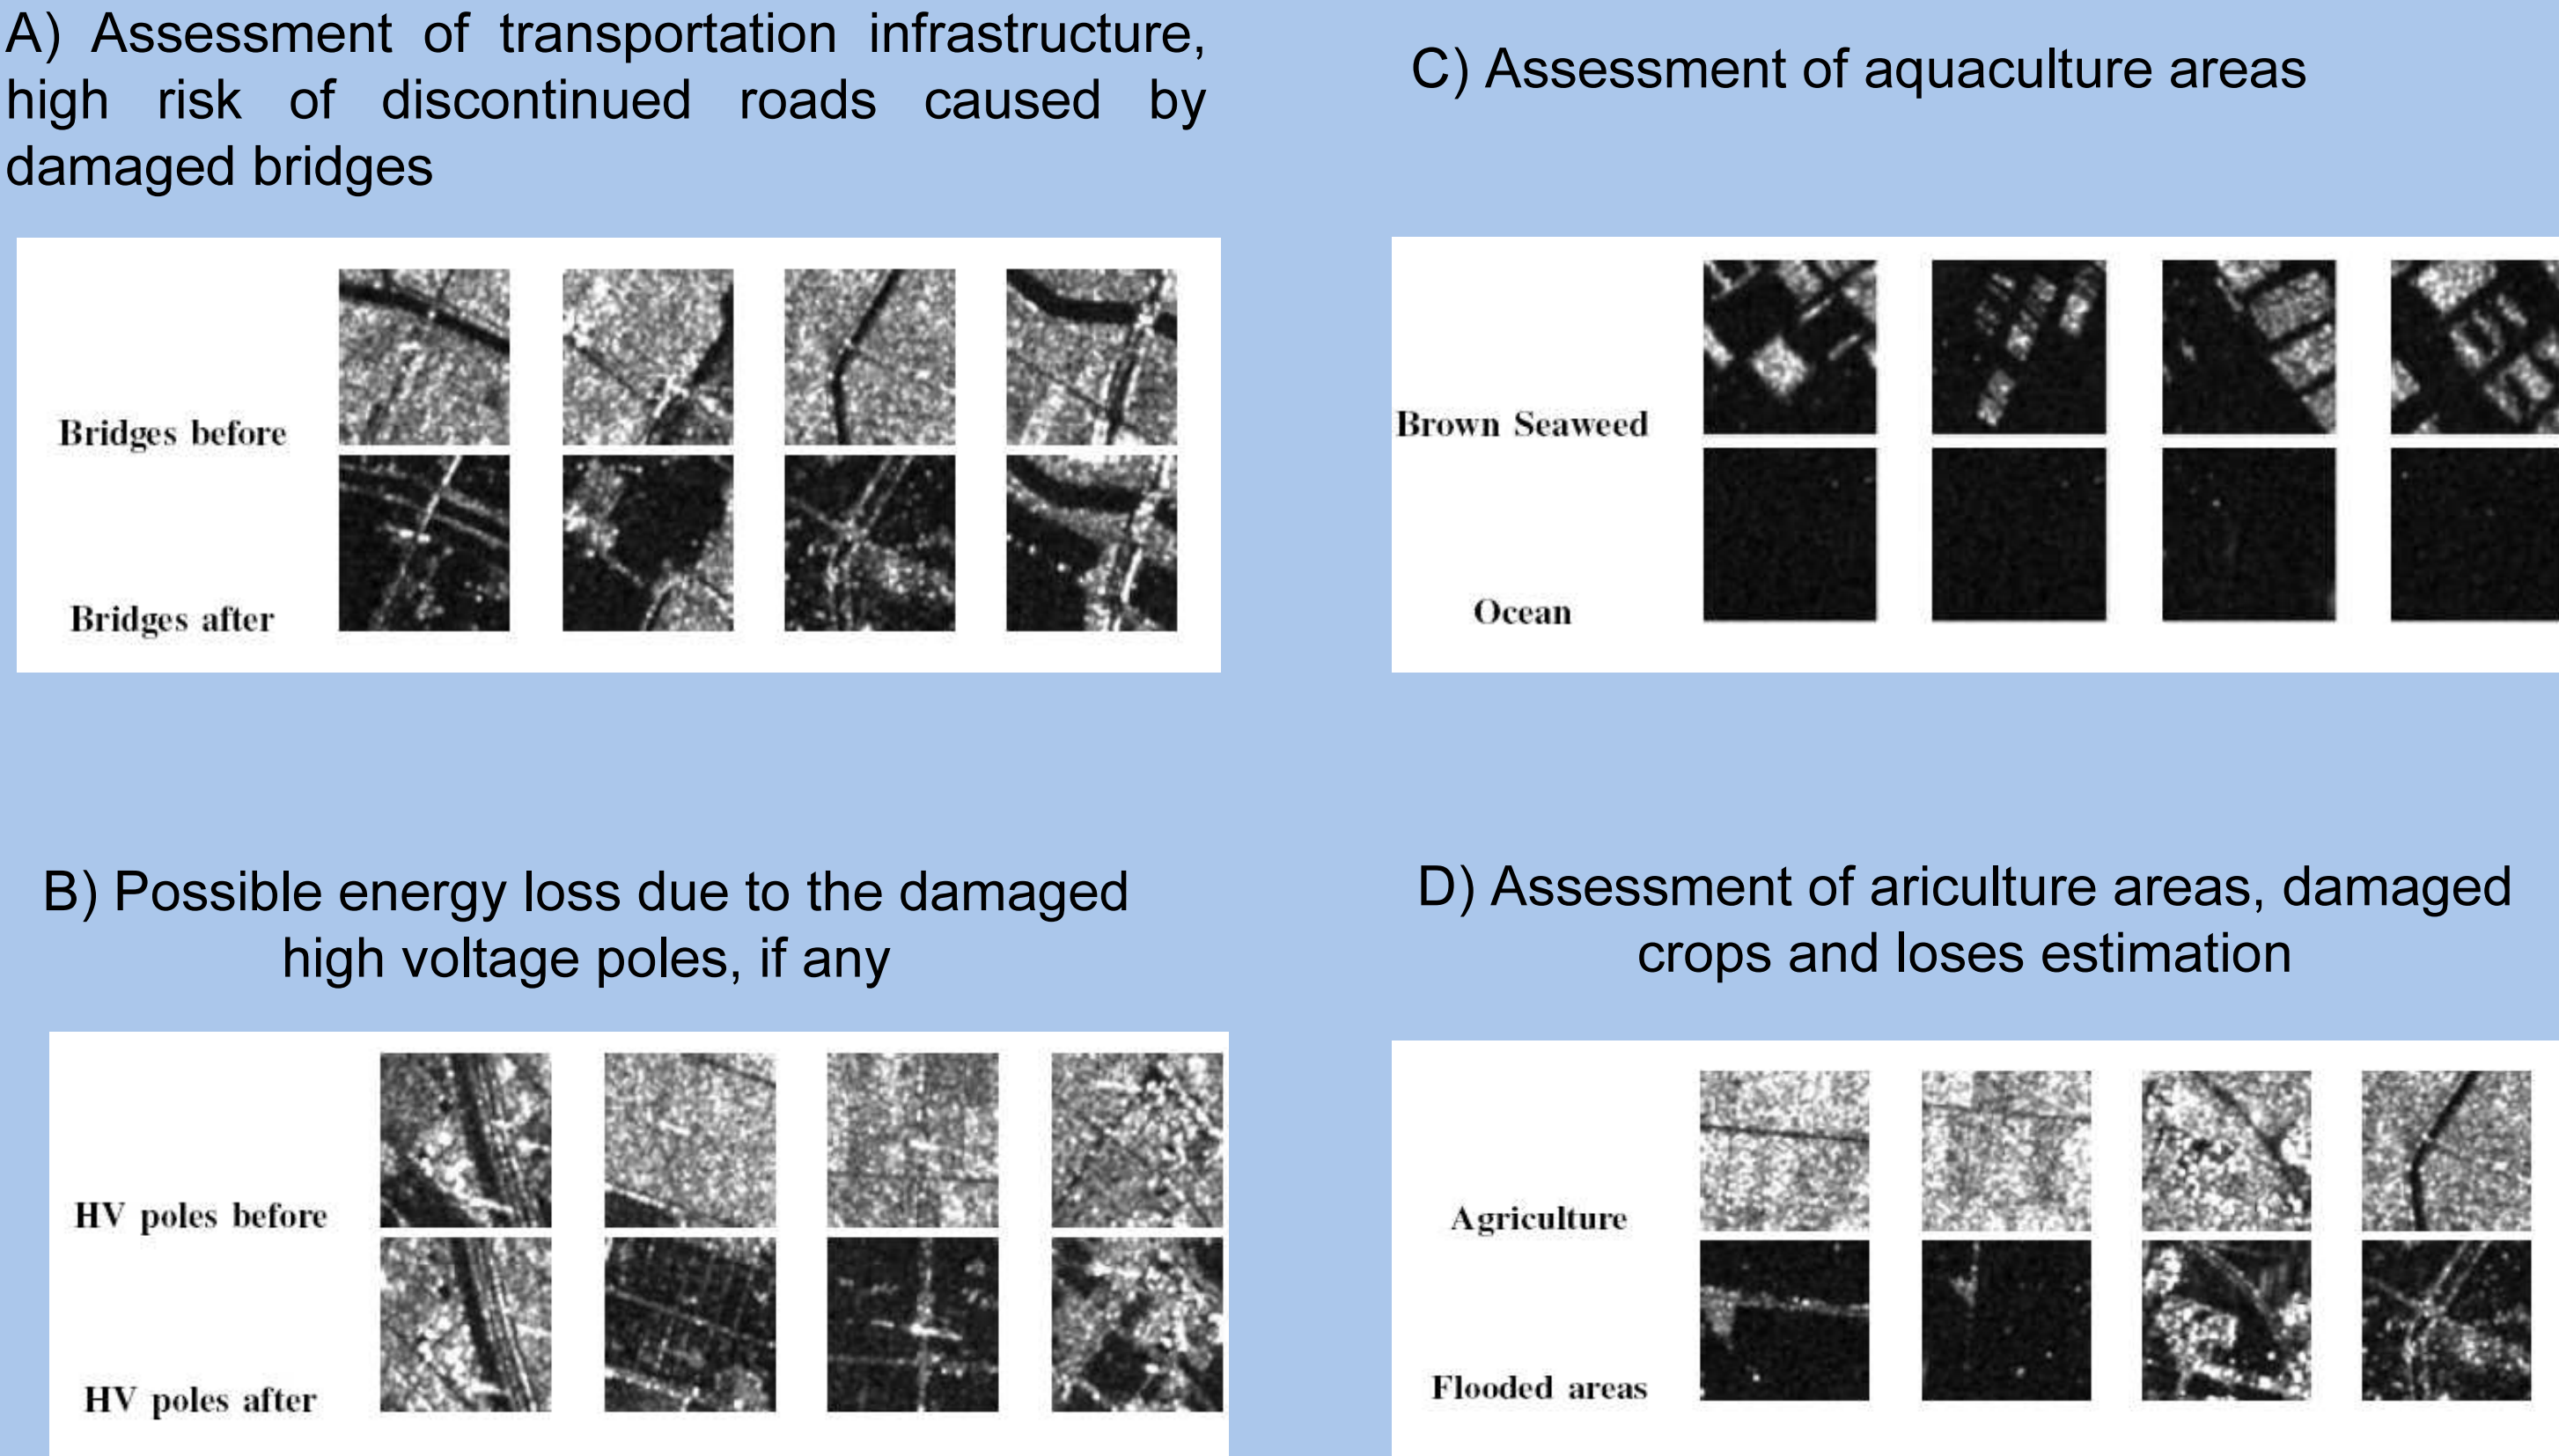 A) Assessment of transportation infrastructure,
high risk of discontinued roads caused by
damaged bridges
Bridges before
Bridges after
B) Possible energy loss due to the damaged
high voltage poles, if any
HV poles before
HV poles after
C) Assessment of aquaculture areas
Brown Seaweed
Ocean
D) Assessment of ariculture areas, damaged
crops and loses estimation
Agriculture
Flooded areas